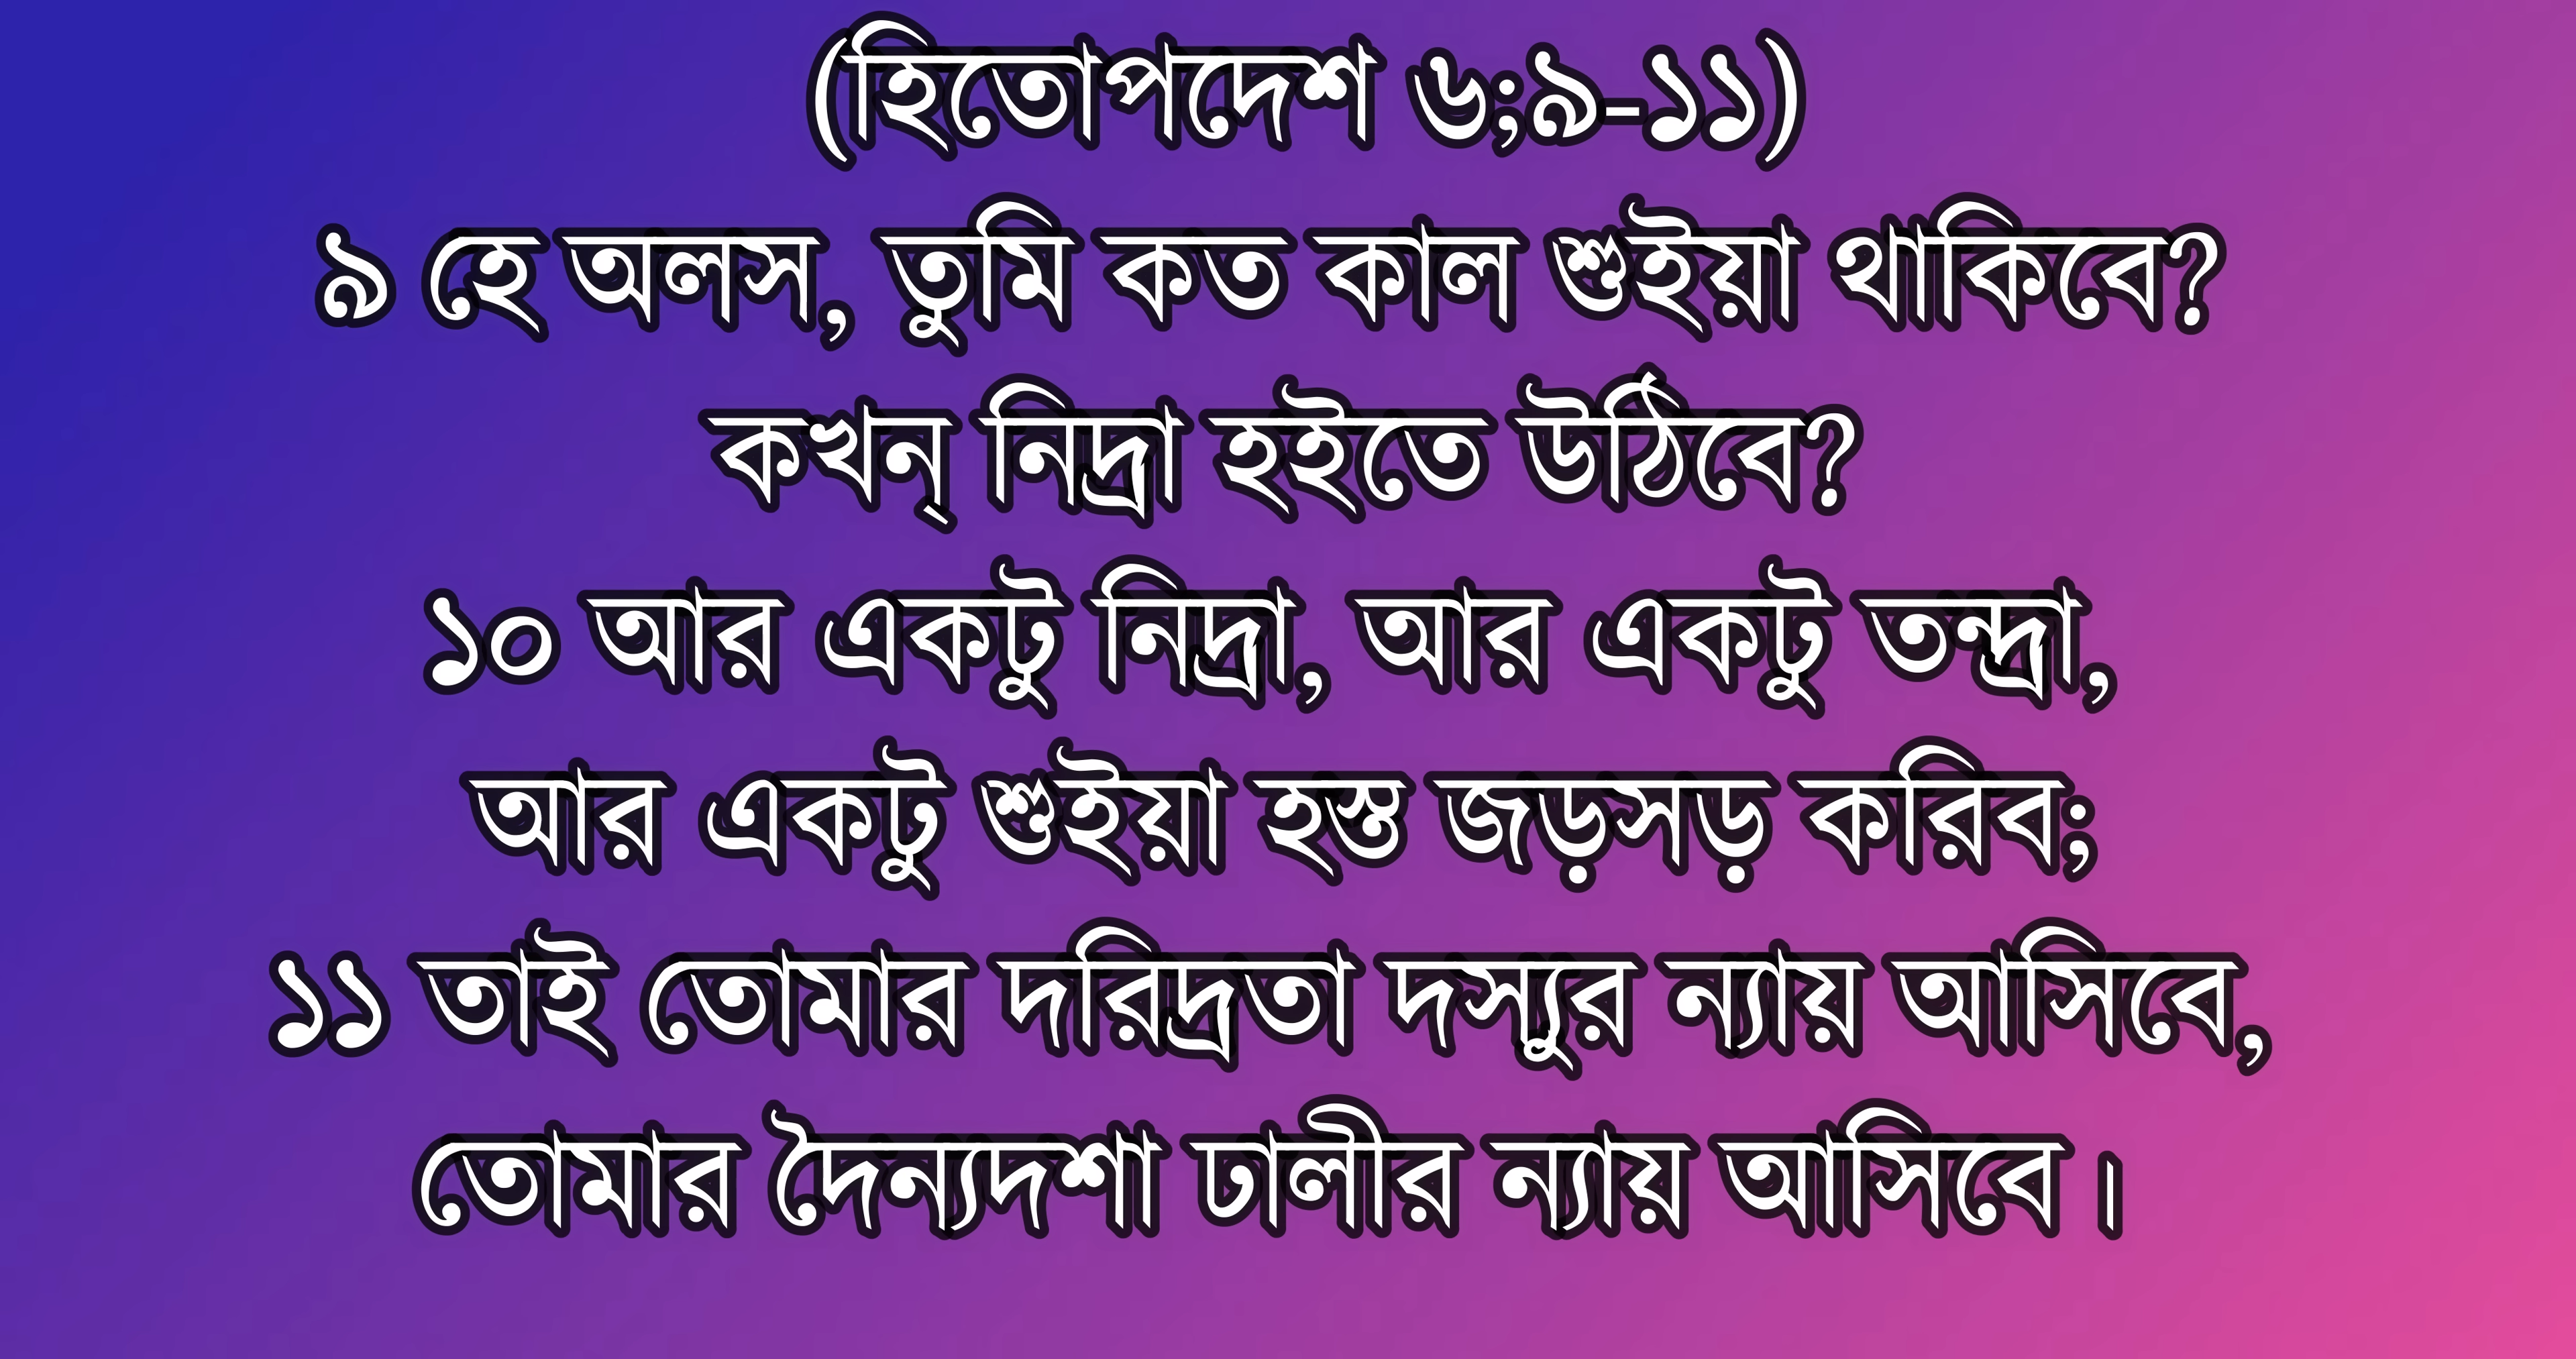 (হিতোপদেশ ৬;৯-১১)
৯ হে অলস, তুমি কত কাল শুইয়া থাকিবে?
কখন্ নিদ্রা হইতে উঠিবে?
১০ আর একটু নিদ্রা, আর একটু তন্দ্রা,
আর একটু শুইয়া হস্ত জড়সড় করিব;
১১ তাই তোমার দরিদ্রতা দস্যুর ন্যায় আসিবে,
তোমার দৈন্যদশা ঢালীর ন্যায় আসিবে।